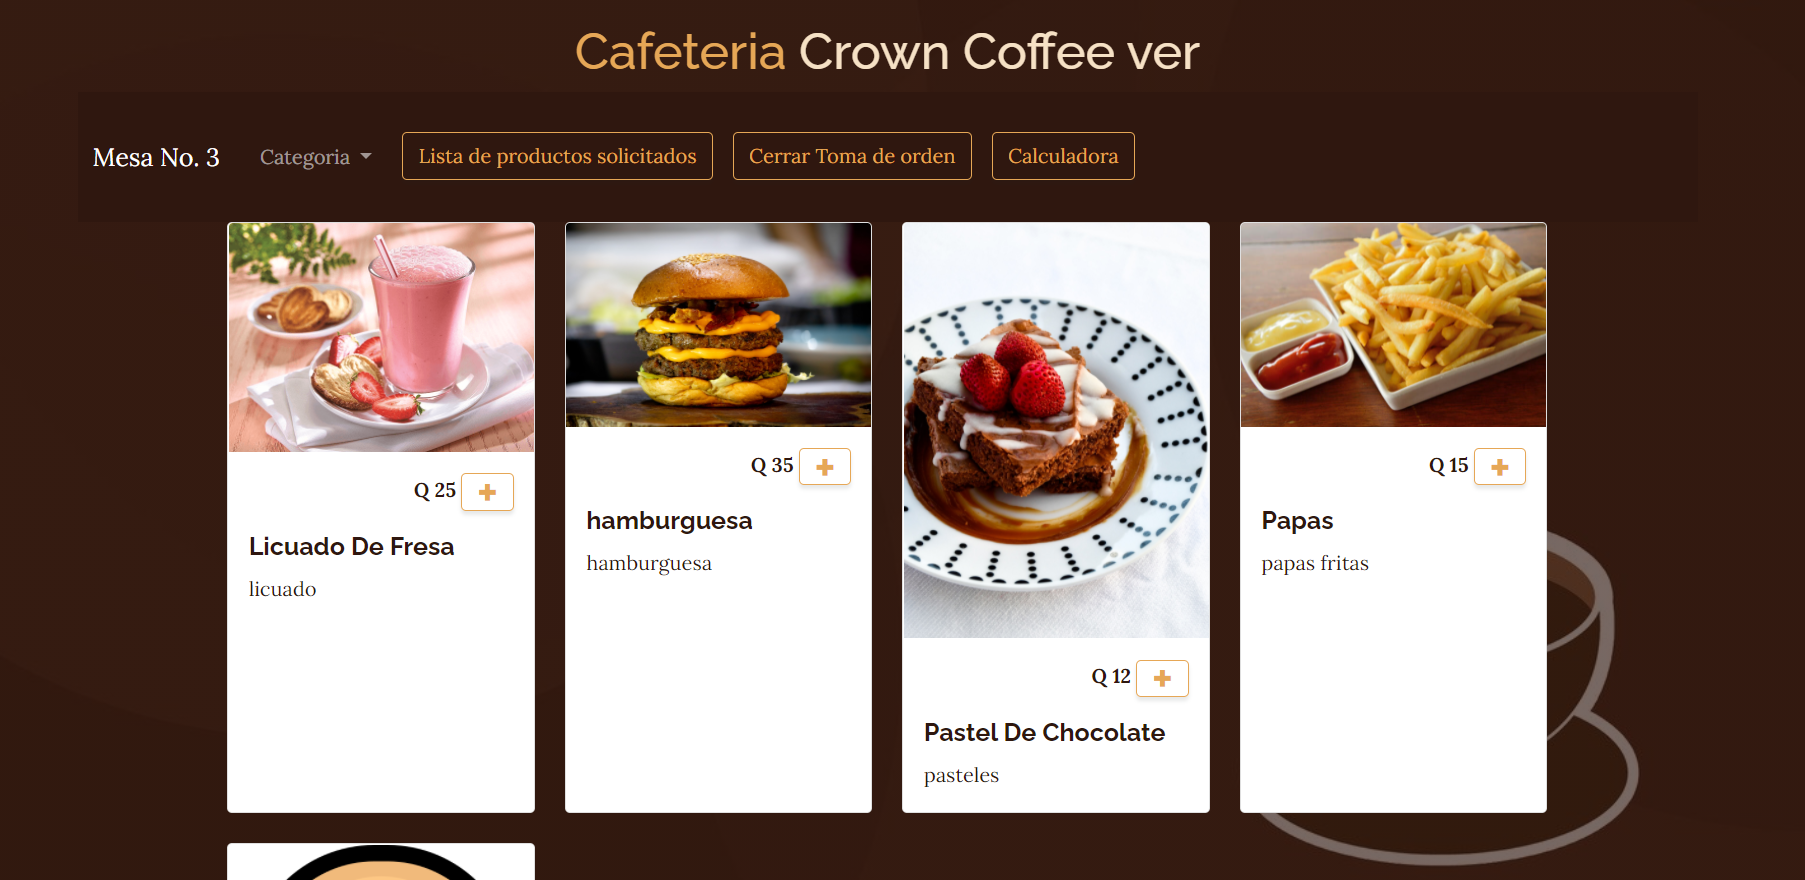 Cafeteria Crown Coffee ver
Mesa No. 3
Categoria
Lista de productos solicitados
Cerrar Toma de orden
Calculadora
Q 25
Licuado De Fresa
licuado
Q 35
hamburguesa
hamburguesa
Q 12
Pastel De Chocolate
pasteles
Q 15
Papas
papas fritas